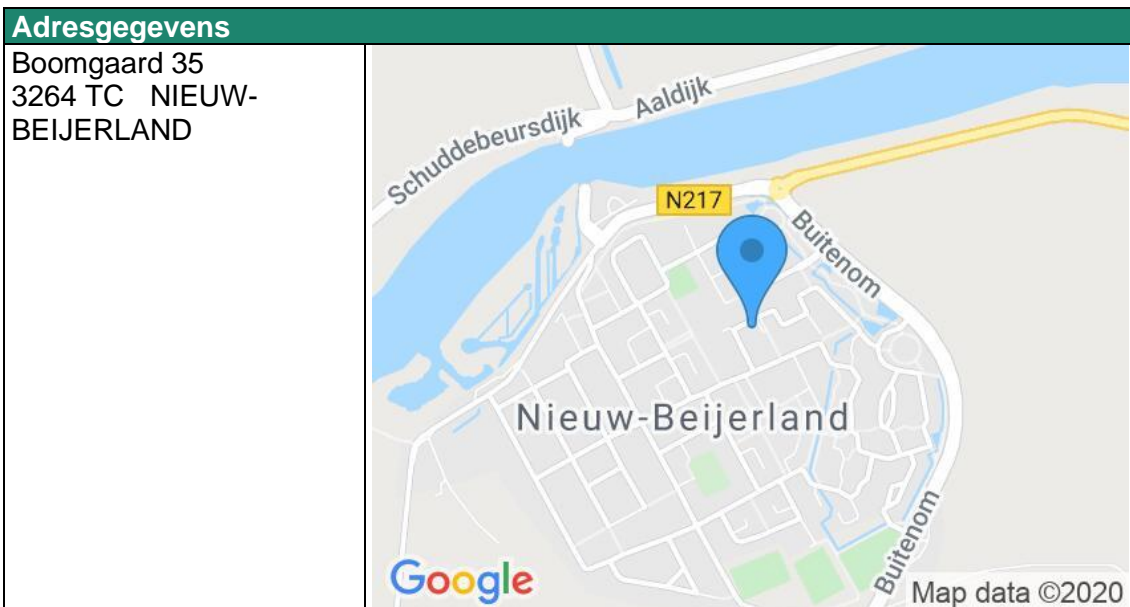 Adresgegevens
Boomgaard 35
3264 TC NIEUW-
BEIJERLAND
Aaldijk
Schuddebeursdijk
N217
Buitenom
Nieuw-Beijerland
Buitenom
Google
Map data ©2020